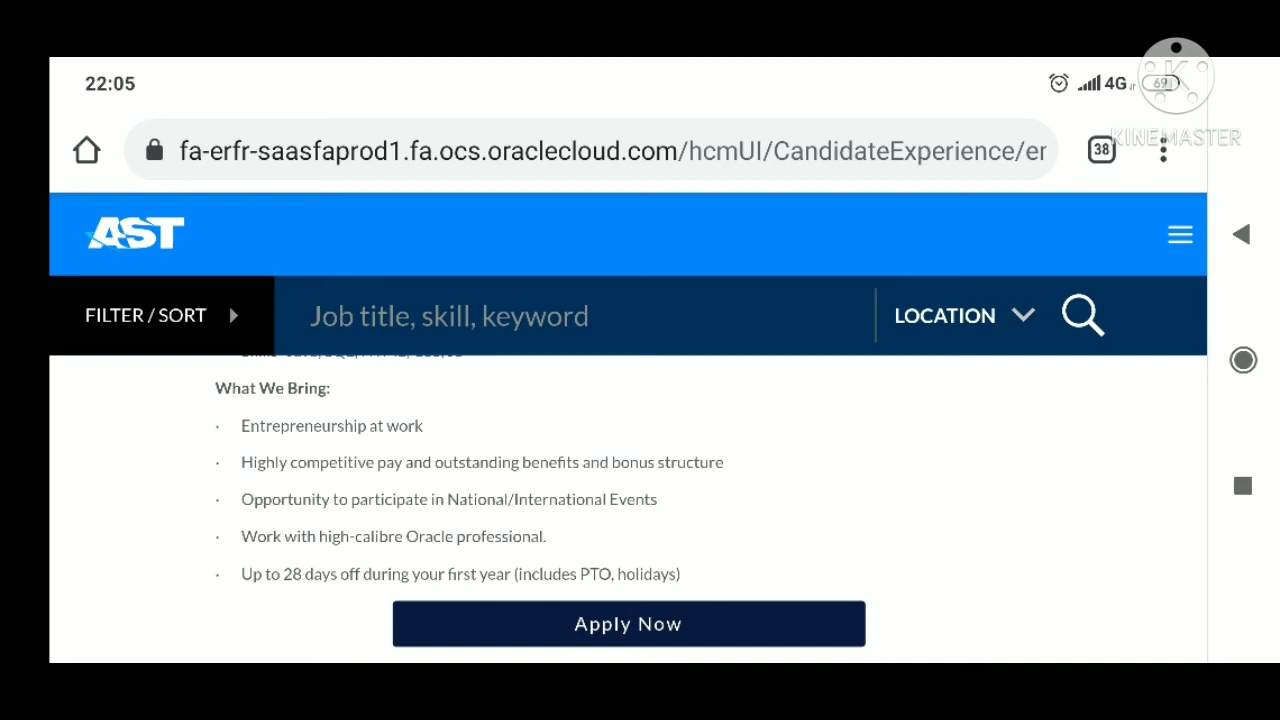 22:05
4G
69
KINEMASTER
fa-erfr-saasfaprod1.fa.ocs.oraclecloud.com/hcmUI/CandidateExperience/er
38
AST
FILTER / SORT
Job title, skill, keyword
LOCATION
What We Bring:
· Entrepreneurship at work
· Highly competitive pay and outstanding benefits and bonus structure
· Opportunity to participate in National/International Events
· Work with high-calibre Oracle professional.
· Up to 28 days off during your first year (includes PTO, holidays)
Apply Now